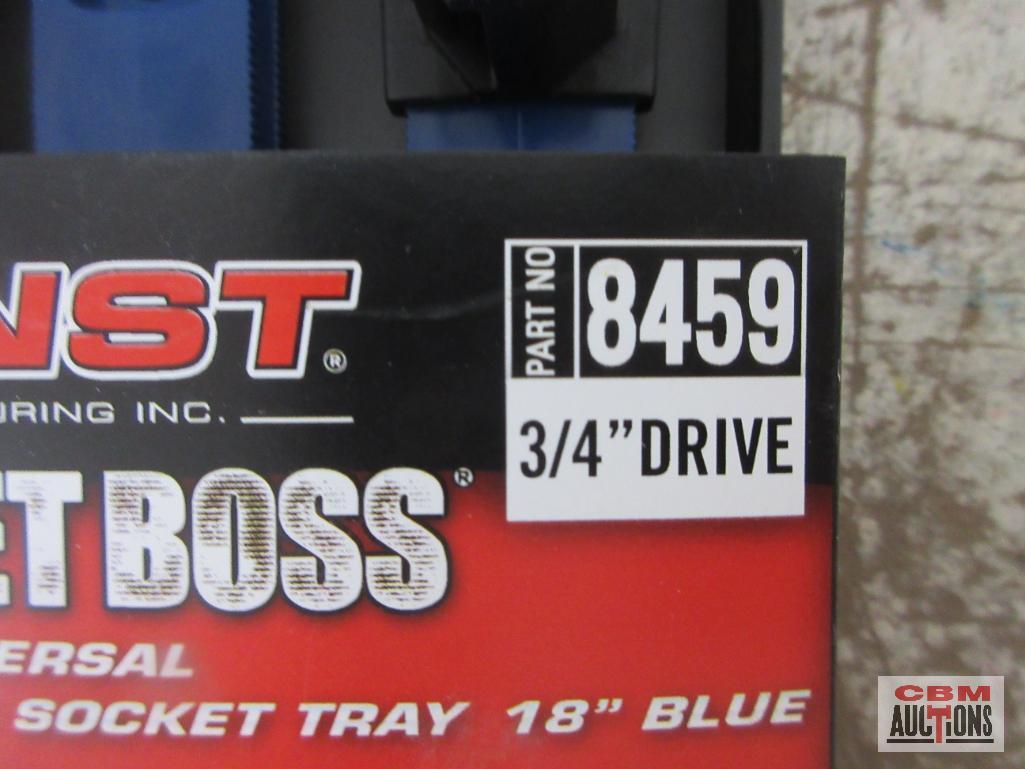 NST®
PART NO 8459
3/4" DRIVE
URING INC.
ET BOSS®
ERSAL
SOCKET TRAY 18" BLUE
CBM
AUCTIONS